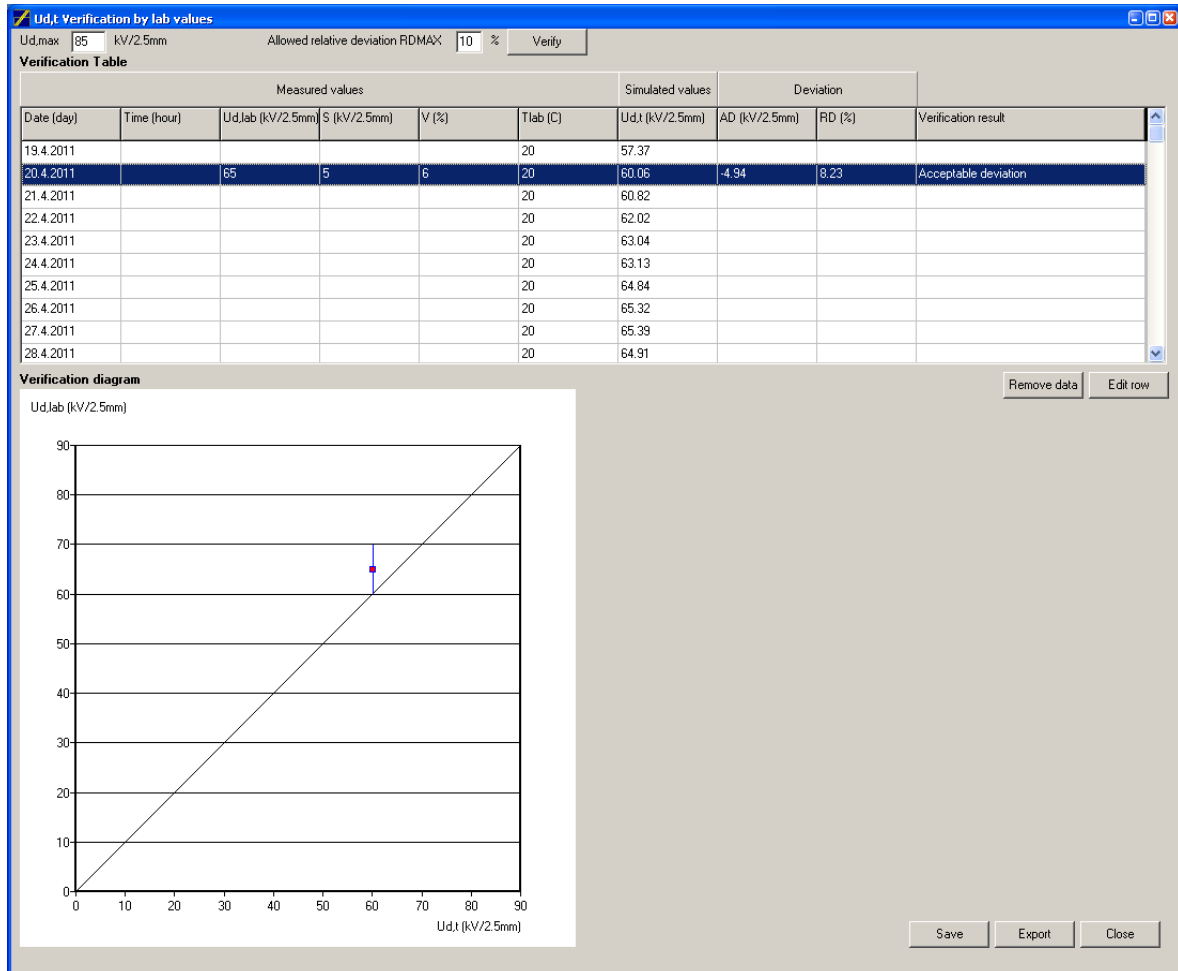 Ud,t Verification by lab values
Ud,max 85 kV/2.5mm Allowed relative deviation RDMAX 10 % Verify
Verification Table
Measured values Simulated values Deviation
Date (day) Time (hour) Ud,lab (kV/2.5mm) S (kV/2.5mm) V (%) Tlab (C) Ud,t (kV/2.5mm) AD (kV/2.5mm) RD (%) Verification result
19.4.2011 20 57.37
20.4.2011 65 5 6 20 60.06 -4.94 8.23 Acceptable deviation
21.4.2011 20 60.82
22.4.2011 20 62.02
23.4.2011 20 63.04
24.4.2011 20 63.13
25.4.2011 20 64.84
26.4.2011 20 65.32
27.4.2011 20 65.39
28.4.2011 20 64.91
Verification diagram
Remove data Edit row
Ud,lab (kV/2.5mm)
90
80
70
60
50
40
30
20
10
0
0 10 20 30 40 50 60 70 80 90
Ud,t (kV/2.5mm)
Save Export Close